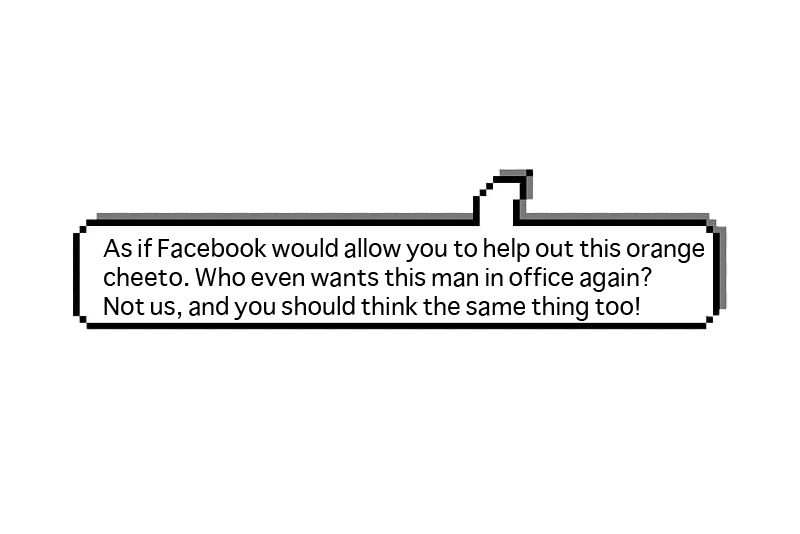 As if Facebook would allow you to help out this orange
cheeto. Who even wants this man in office again?
Not us, and you should think the same thing too!